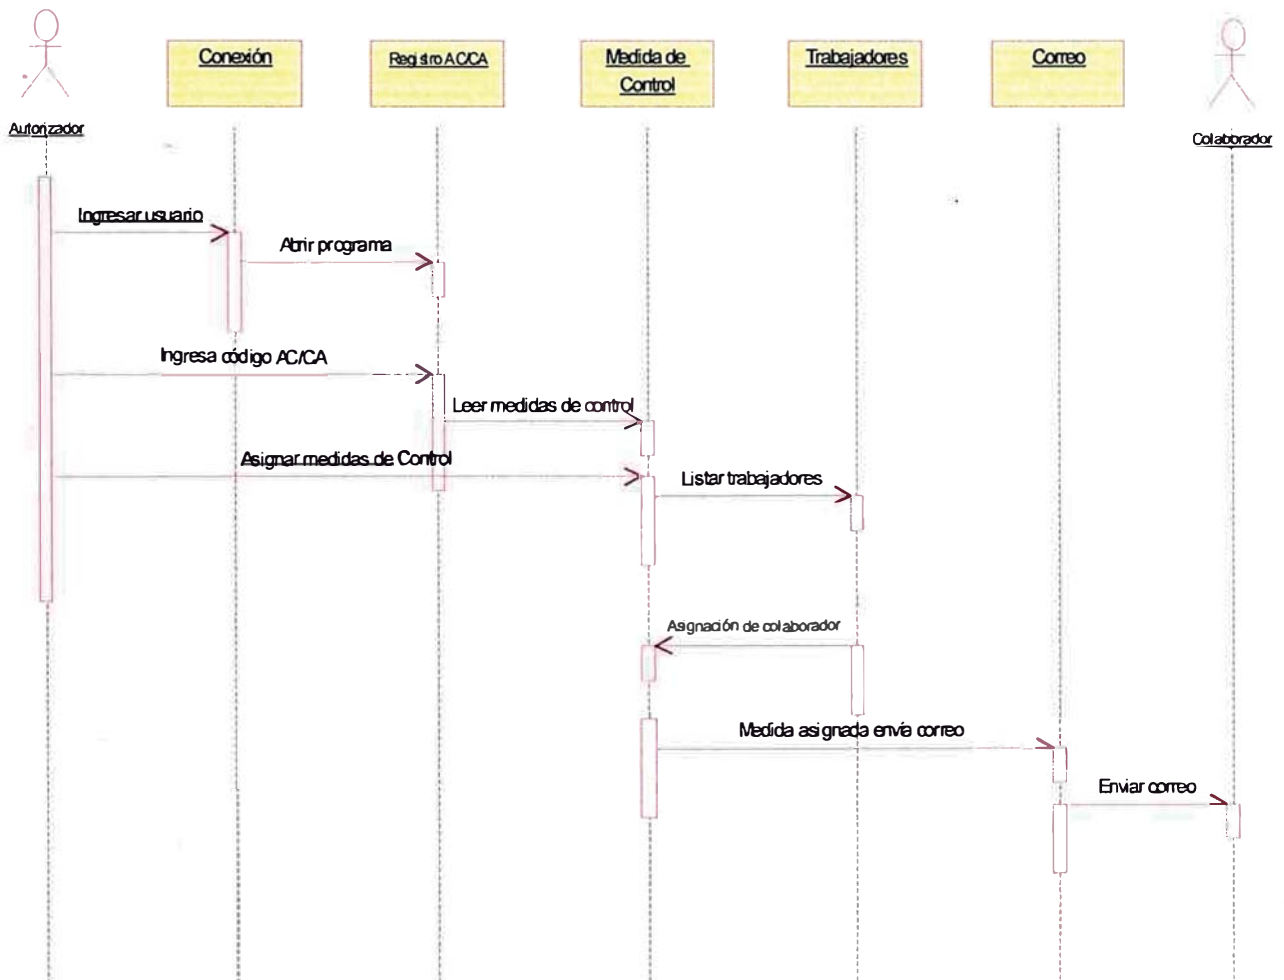 Conexión
Registro AC/CA
Medida de
Control
Trabajadores
Correo
Autorizador
Colaborador
Ingresar usuario
Abrir programa
Ingresa código AC/CA
Leer medidas de control
Asignar medidas de Control
Listar trabajadores
Asignación de colaborador
Medida asignada envía correo
Enviar correo